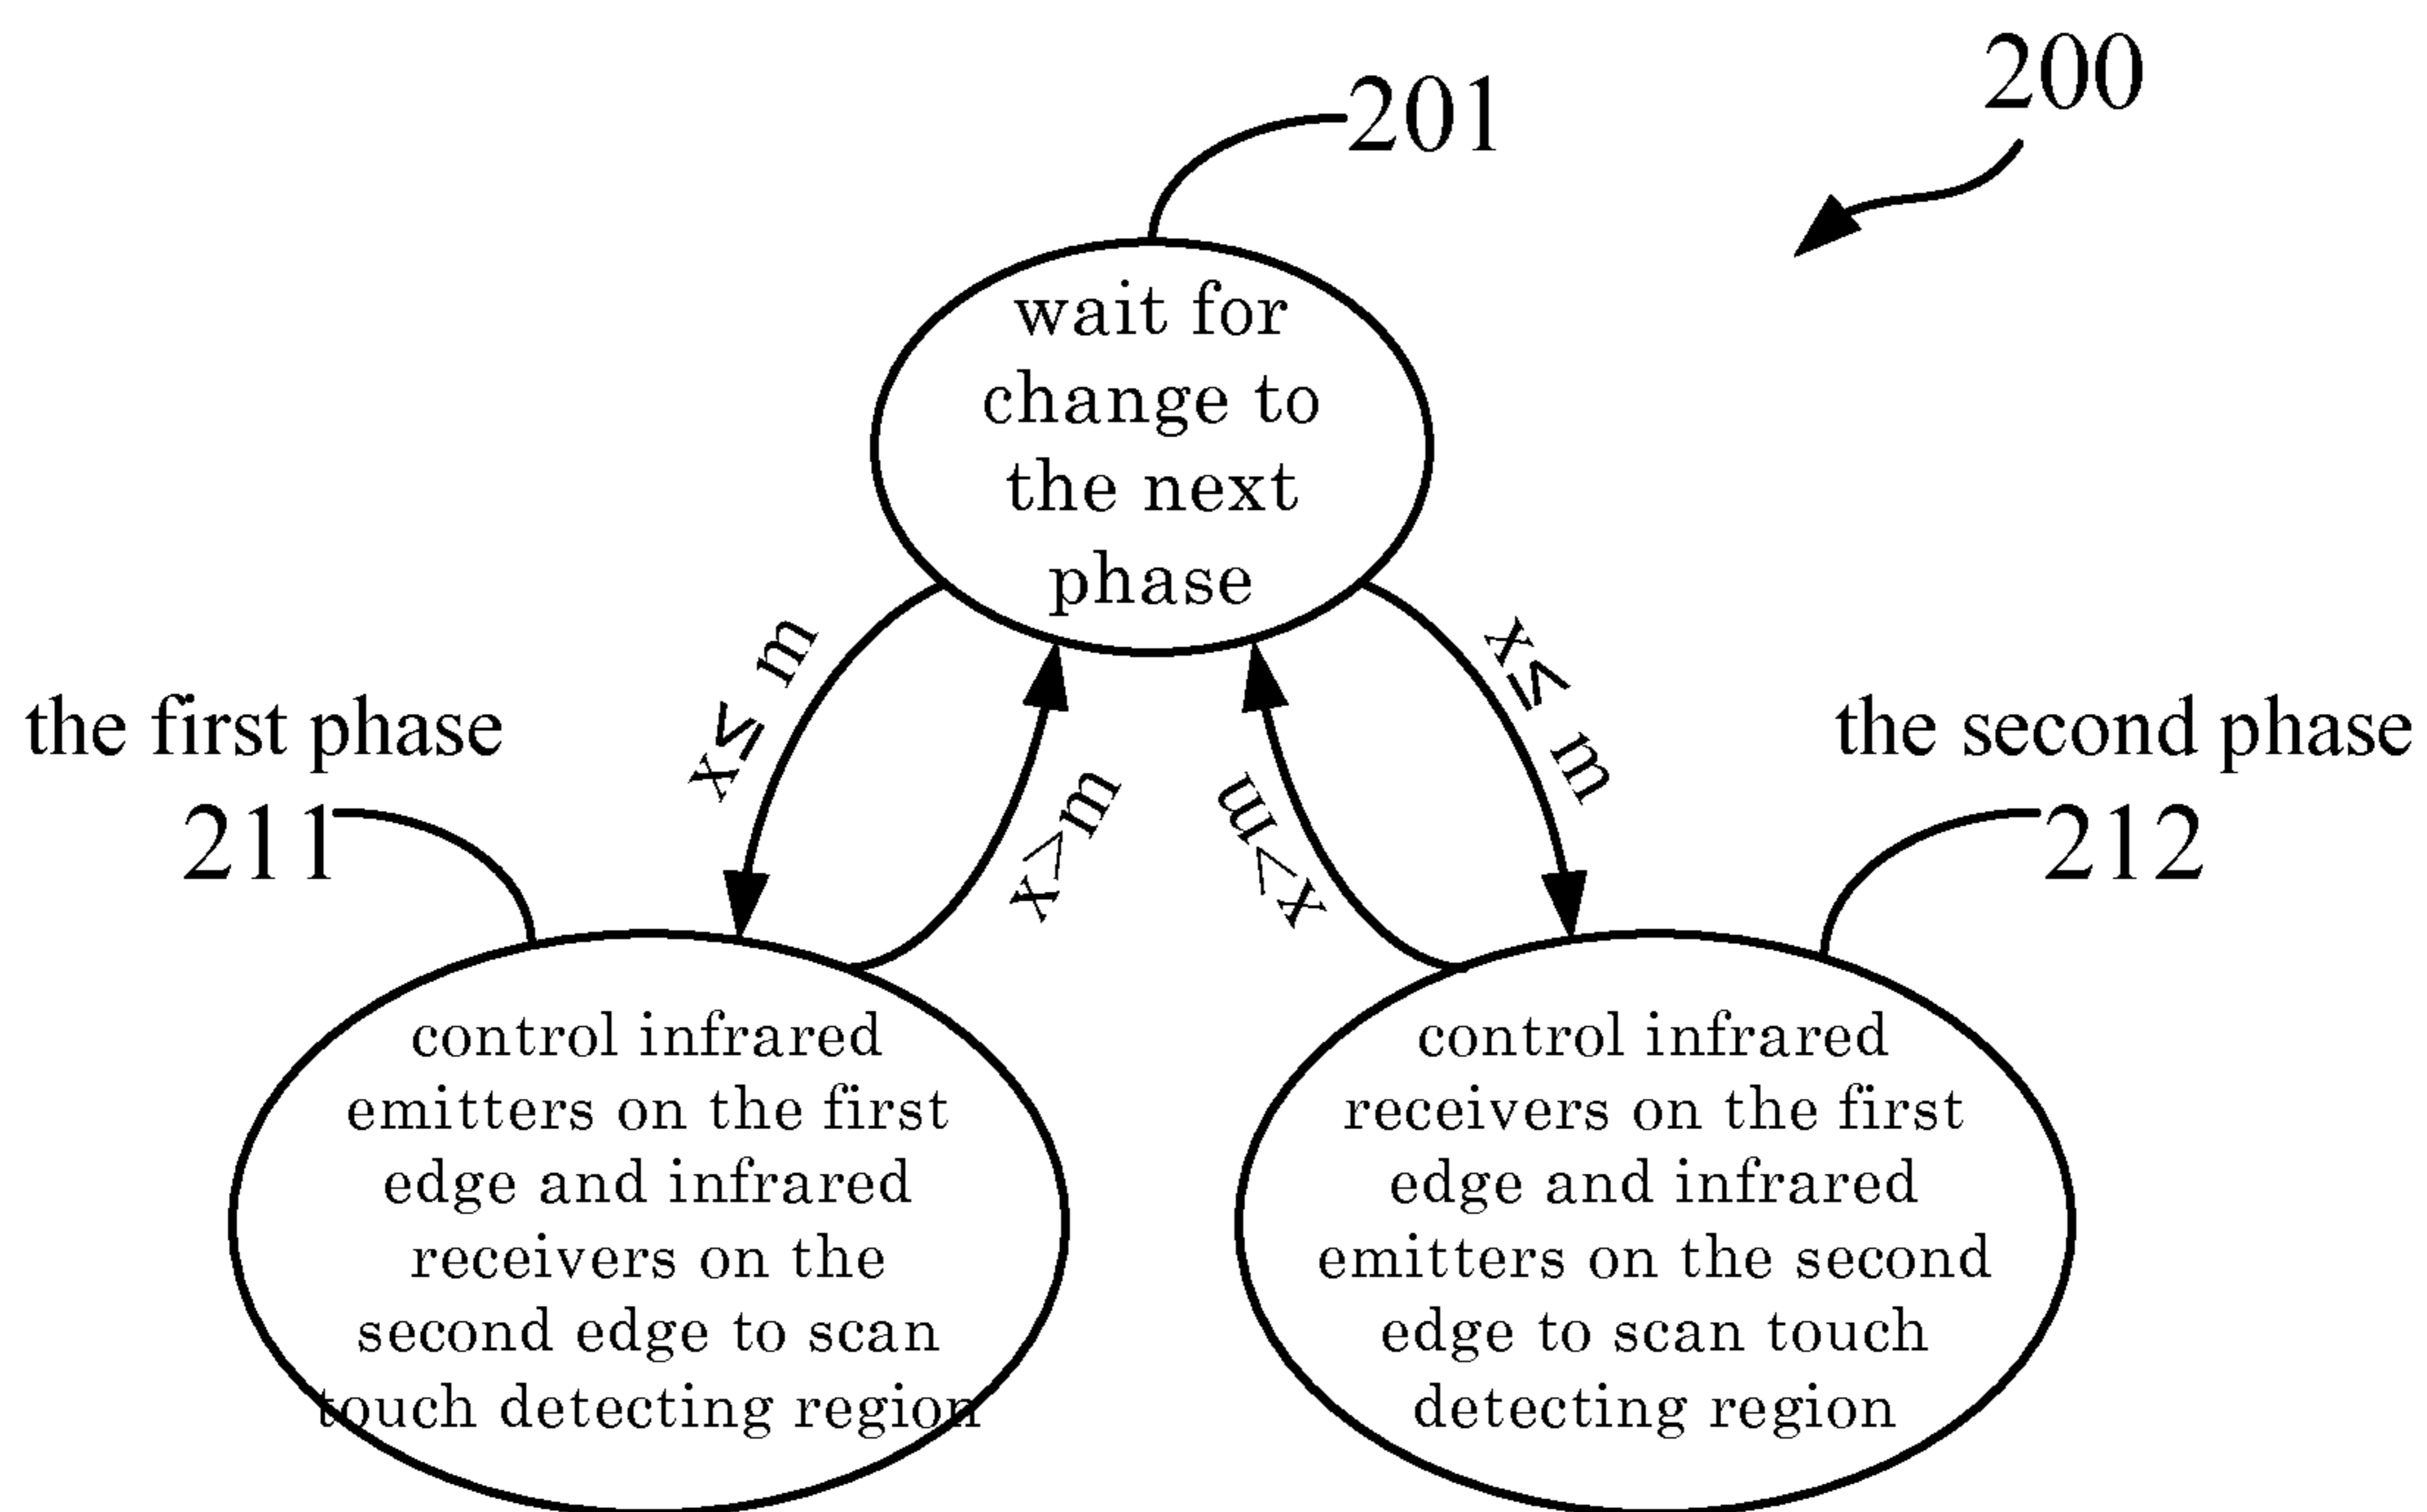 200
201
wait for
change to
the next
phase
x≤ m
x≤ m
the first phase
211
x>m
x>m
the second phase
212
control infrared
emitters on the first
edge and infrared
receivers on the
second edge to scan
touch detecting region
control infrared
receivers on the first
edge and infrared
emitters on the second
edge to scan touch
detecting region